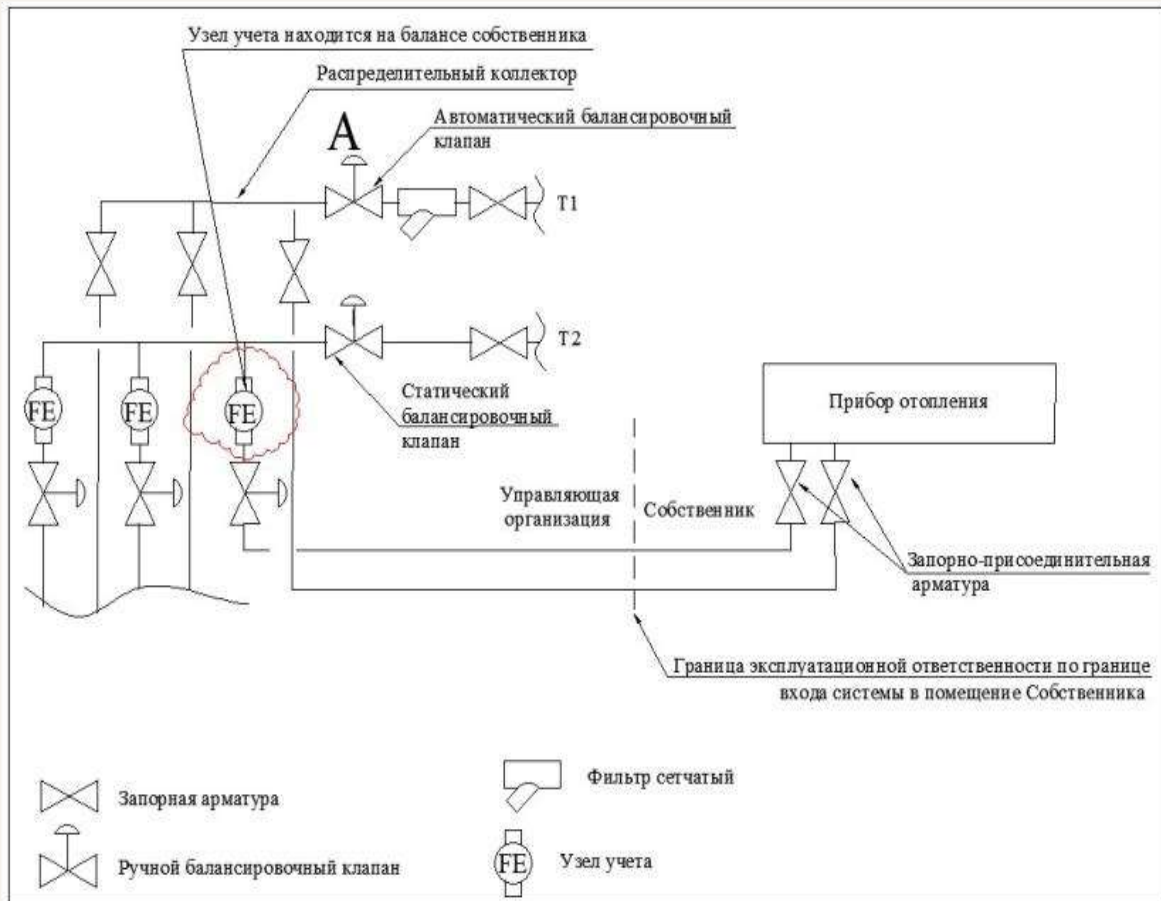 Узел учета находится на балансе собственника
Распределительный коллектор
Автоматический балансировочный
клапан
А
Т1
Т2
Статический
балансировочный
клапан
FE
FE
FE
Прибор отопления
Управляющая
организация
Собственник
Запорно-присоединительная
арматура
Граница эксплуатационной ответственности по границе
входа системы в помещение Собственника
Запорная арматура
Фильтр сетчатый
Ручной балансировочный клапан
FE
Узел учета